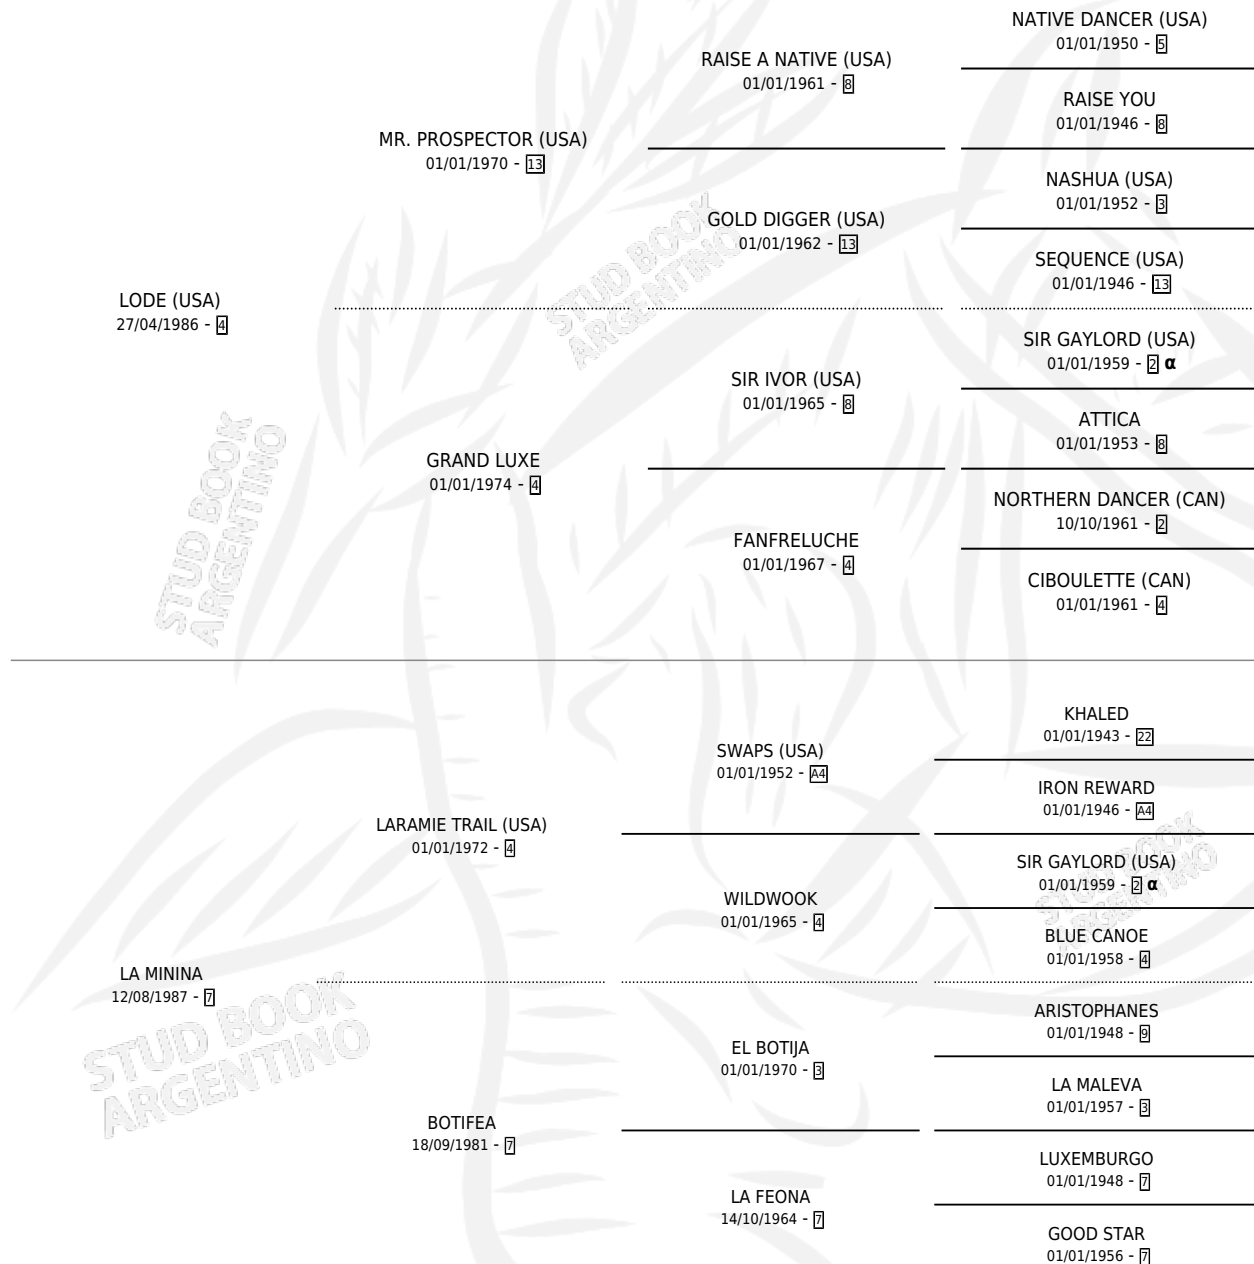 NATIVE DANCER (USA)
01/01/1950 - 5
RAISE A NATIVE (USA)
01/01/1961 - 8
RAISE YOU
01/01/1946 - 8
MR. PROSPECTOR (USA)
01/01/1970 - 13
NASHUA (USA)
01/01/1952 - 3
GOLD DIGGER (USA)
01/01/1962 - 13
SEQUENCE (USA)
01/01/1946 - 13
LODE (USA)
27/04/1986 - 4
SIR GAYLORD (USA)
01/01/1959 - 2 α
SIR IVOR (USA)
01/01/1965 - 8
ATTICA
01/01/1953 - 8
GRAND LUXE
01/01/1974 - 4
NORTHERN DANCER (CAN)
10/10/1961 - 2
FANFRELUCHE
01/01/1967 - 4
CIBOULETTE (CAN)
01/01/1961 - 4
KHALED
01/01/1943 - 22
SWAPS (USA)
01/01/1952 - A4
IRON REWARD
01/01/1946 - A4
LARAMIE TRAIL (USA)
01/01/1972 - 4
SIR GAYLORD (USA)
01/01/1959 - 2 α
WILDWOOK
01/01/1965 - 4
BLUE CANOE
01/01/1958 - 4
LA MININA
12/08/1987 - 7
ARISTOPHANES
01/01/1948 - 9
EL BOTIJA
01/01/1970 - 3
LA MALEVA
01/01/1957 - 3
BOTIFEA
18/09/1981 - 7
LUXEMBURGO
01/01/1948 - 7
LA FEONA
14/10/1964 - 7
GOOD STAR
01/01/1956 - 7
STUD BOOK
ARGENTINO
STUD BOOK
ARGENTINO
STUD BOOK
ARGENTINO
STUD BOOK
ARGENTINO